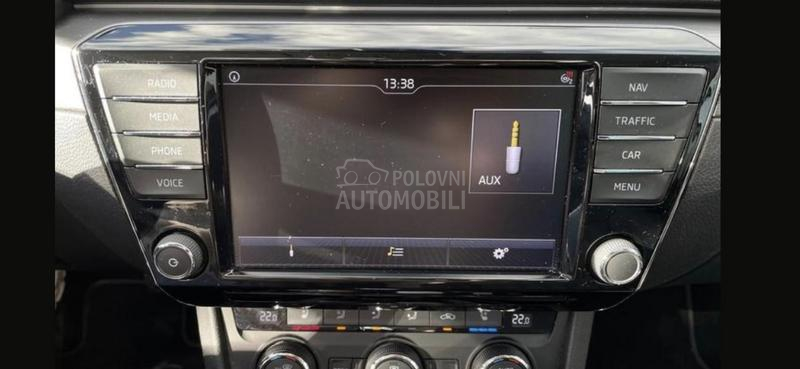 13:38
RADIO
MEDIA
PHONE
VOICE
NAV
TRAFFIC
CAR
MENU
AUX
POLOVNI
AUTOMOBILI
22.0
22.0